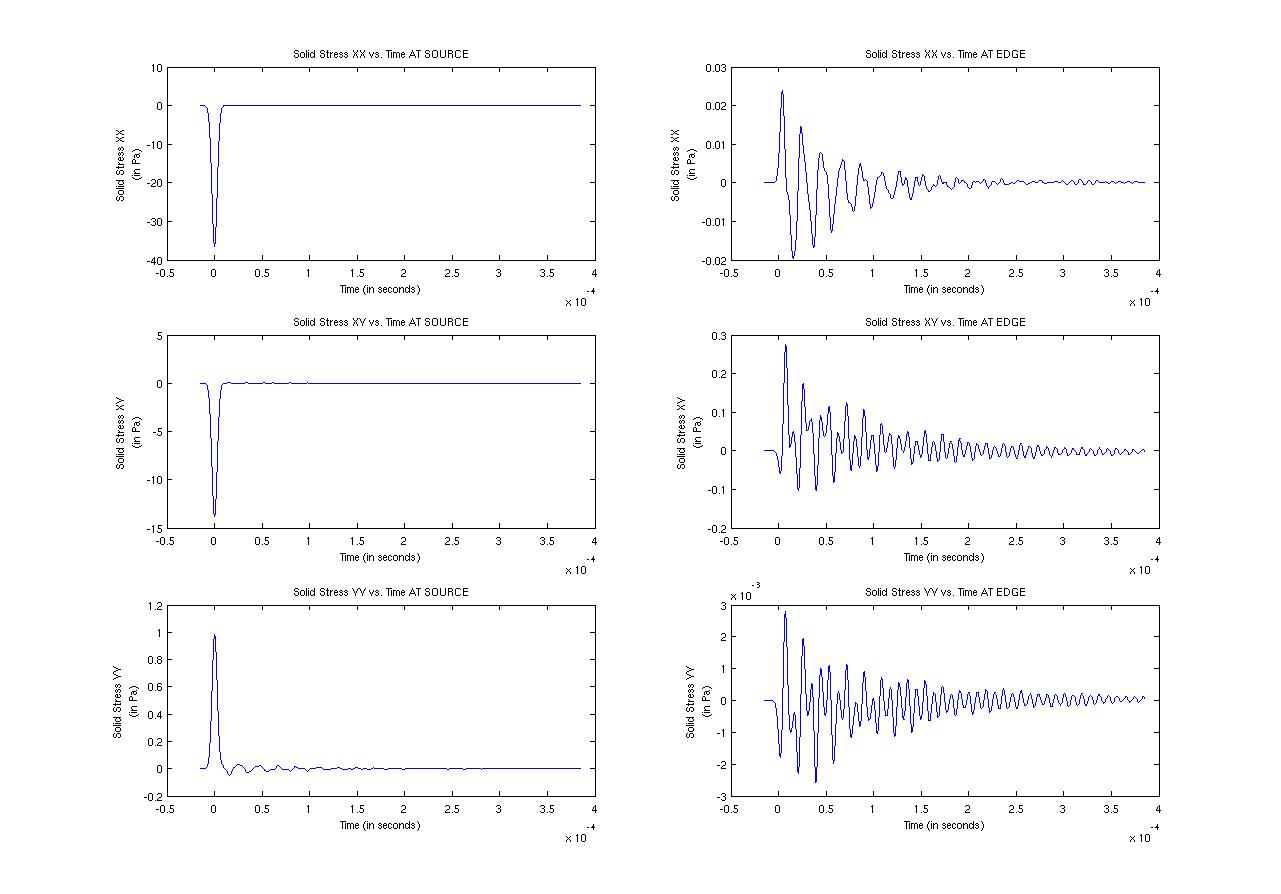 Solid Stress XX vs. Time AT SOURCE
10
0
-10
-20
-30
-40
Solid Stress XX
(in Pa)
-0.5 0 0.5 1 1.5 2 2.5 3 3.5 4
Time (in seconds)
x 10 -4
Solid Stress XX vs. Time AT EDGE
0.03
0.02
0.01
0
-0.01
-0.02
Solid Stress XX
(in Pa)
-0.5 0 0.5 1 1.5 2 2.5 3 3.5 4
Time (in seconds)
x 10 -4
Solid Stress XY vs. Time AT SOURCE
5
0
-5
-10
-15
Solid Stress XY
(in Pa)
-0.5 0 0.5 1 1.5 2 2.5 3 3.5 4
Time (in seconds)
x 10 -4
Solid Stress XY vs. Time AT EDGE
0.3
0.2
0.1
0
-0.1
-0.2
Solid Stress XY
(in Pa)
-0.5 0 0.5 1 1.5 2 2.5 3 3.5 4
Time (in seconds)
x 10 -4
Solid Stress YY vs. Time AT SOURCE
1.2
1
0.8
0.6
0.4
0.2
0
-0.2
Solid Stress YY
(in Pa)
-0.5 0 0.5 1 1.5 2 2.5 3 3.5 4
Time (in seconds)
x 10 -4
x 10 -3
Solid Stress YY vs. Time AT EDGE
3
2
1
0
-1
-2
-3
Solid Stress YY
(in Pa)
-0.5 0 0.5 1 1.5 2 2.5 3 3.5 4
Time (in seconds)
x 10 -4